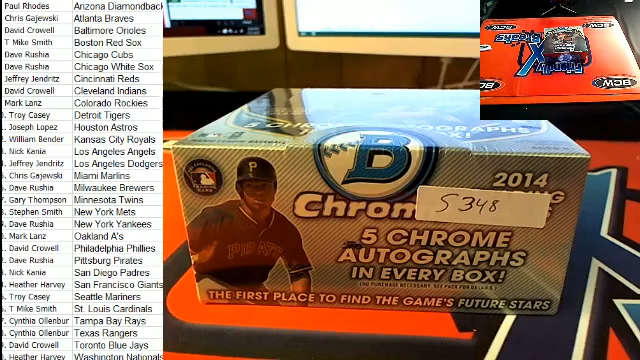 Paul Rhodes Arizona Diamondback
Chris Gajewski Atlanta Braves
David Crowell Baltimore Orioles
T Mike Smith Boston Red Sox
Dave Rushia Chicago Cubs
Dave Rushia Chicago White Sox
Jeffrey Jendritz Cincinnati Reds
David Crowell Cleveland Indians
Mark Lanz Colorado Rockies
Troy Casey Detroit Tigers
Joseph Lopez Houston Astros
William Bender Kansas City Royals
Nick Kania Los Angeles Angels
Jeffrey Jendritz Los Angeles Dodgers
Chris Gajewski Miami Marlins
Dave Rushia Milwaukee Brewers
Gary Thompson Minnesota Twins
Stephen Smith New York Mets
Dave Rushia New York Yankees
Mark Lanz Oakland A's
David Crowell Philadelphia Phillies
Dave Rushia Pittsburg Pirates
Nick Kania San Diego Padres
Heather Harvey San Francisco Giants
Troy Casey Seattle Mariners
T Mike Smith St. Louis Cardinals
Cynthia Ollenbur Tampa Bay Rays
Cynthia Ollenbur Texas Rangers
David Crowell Toronto Blue Jays
Heather Harvey Washington Nationals
BCW
BCW
BCW
B
P
PIRATES
2014
Chrom
S348
5 CHROME
AUTOGRAPHS
IN EVERY BOX!
THE FIRST PLACE TO FIND THE GAME'S FUTURE STARS